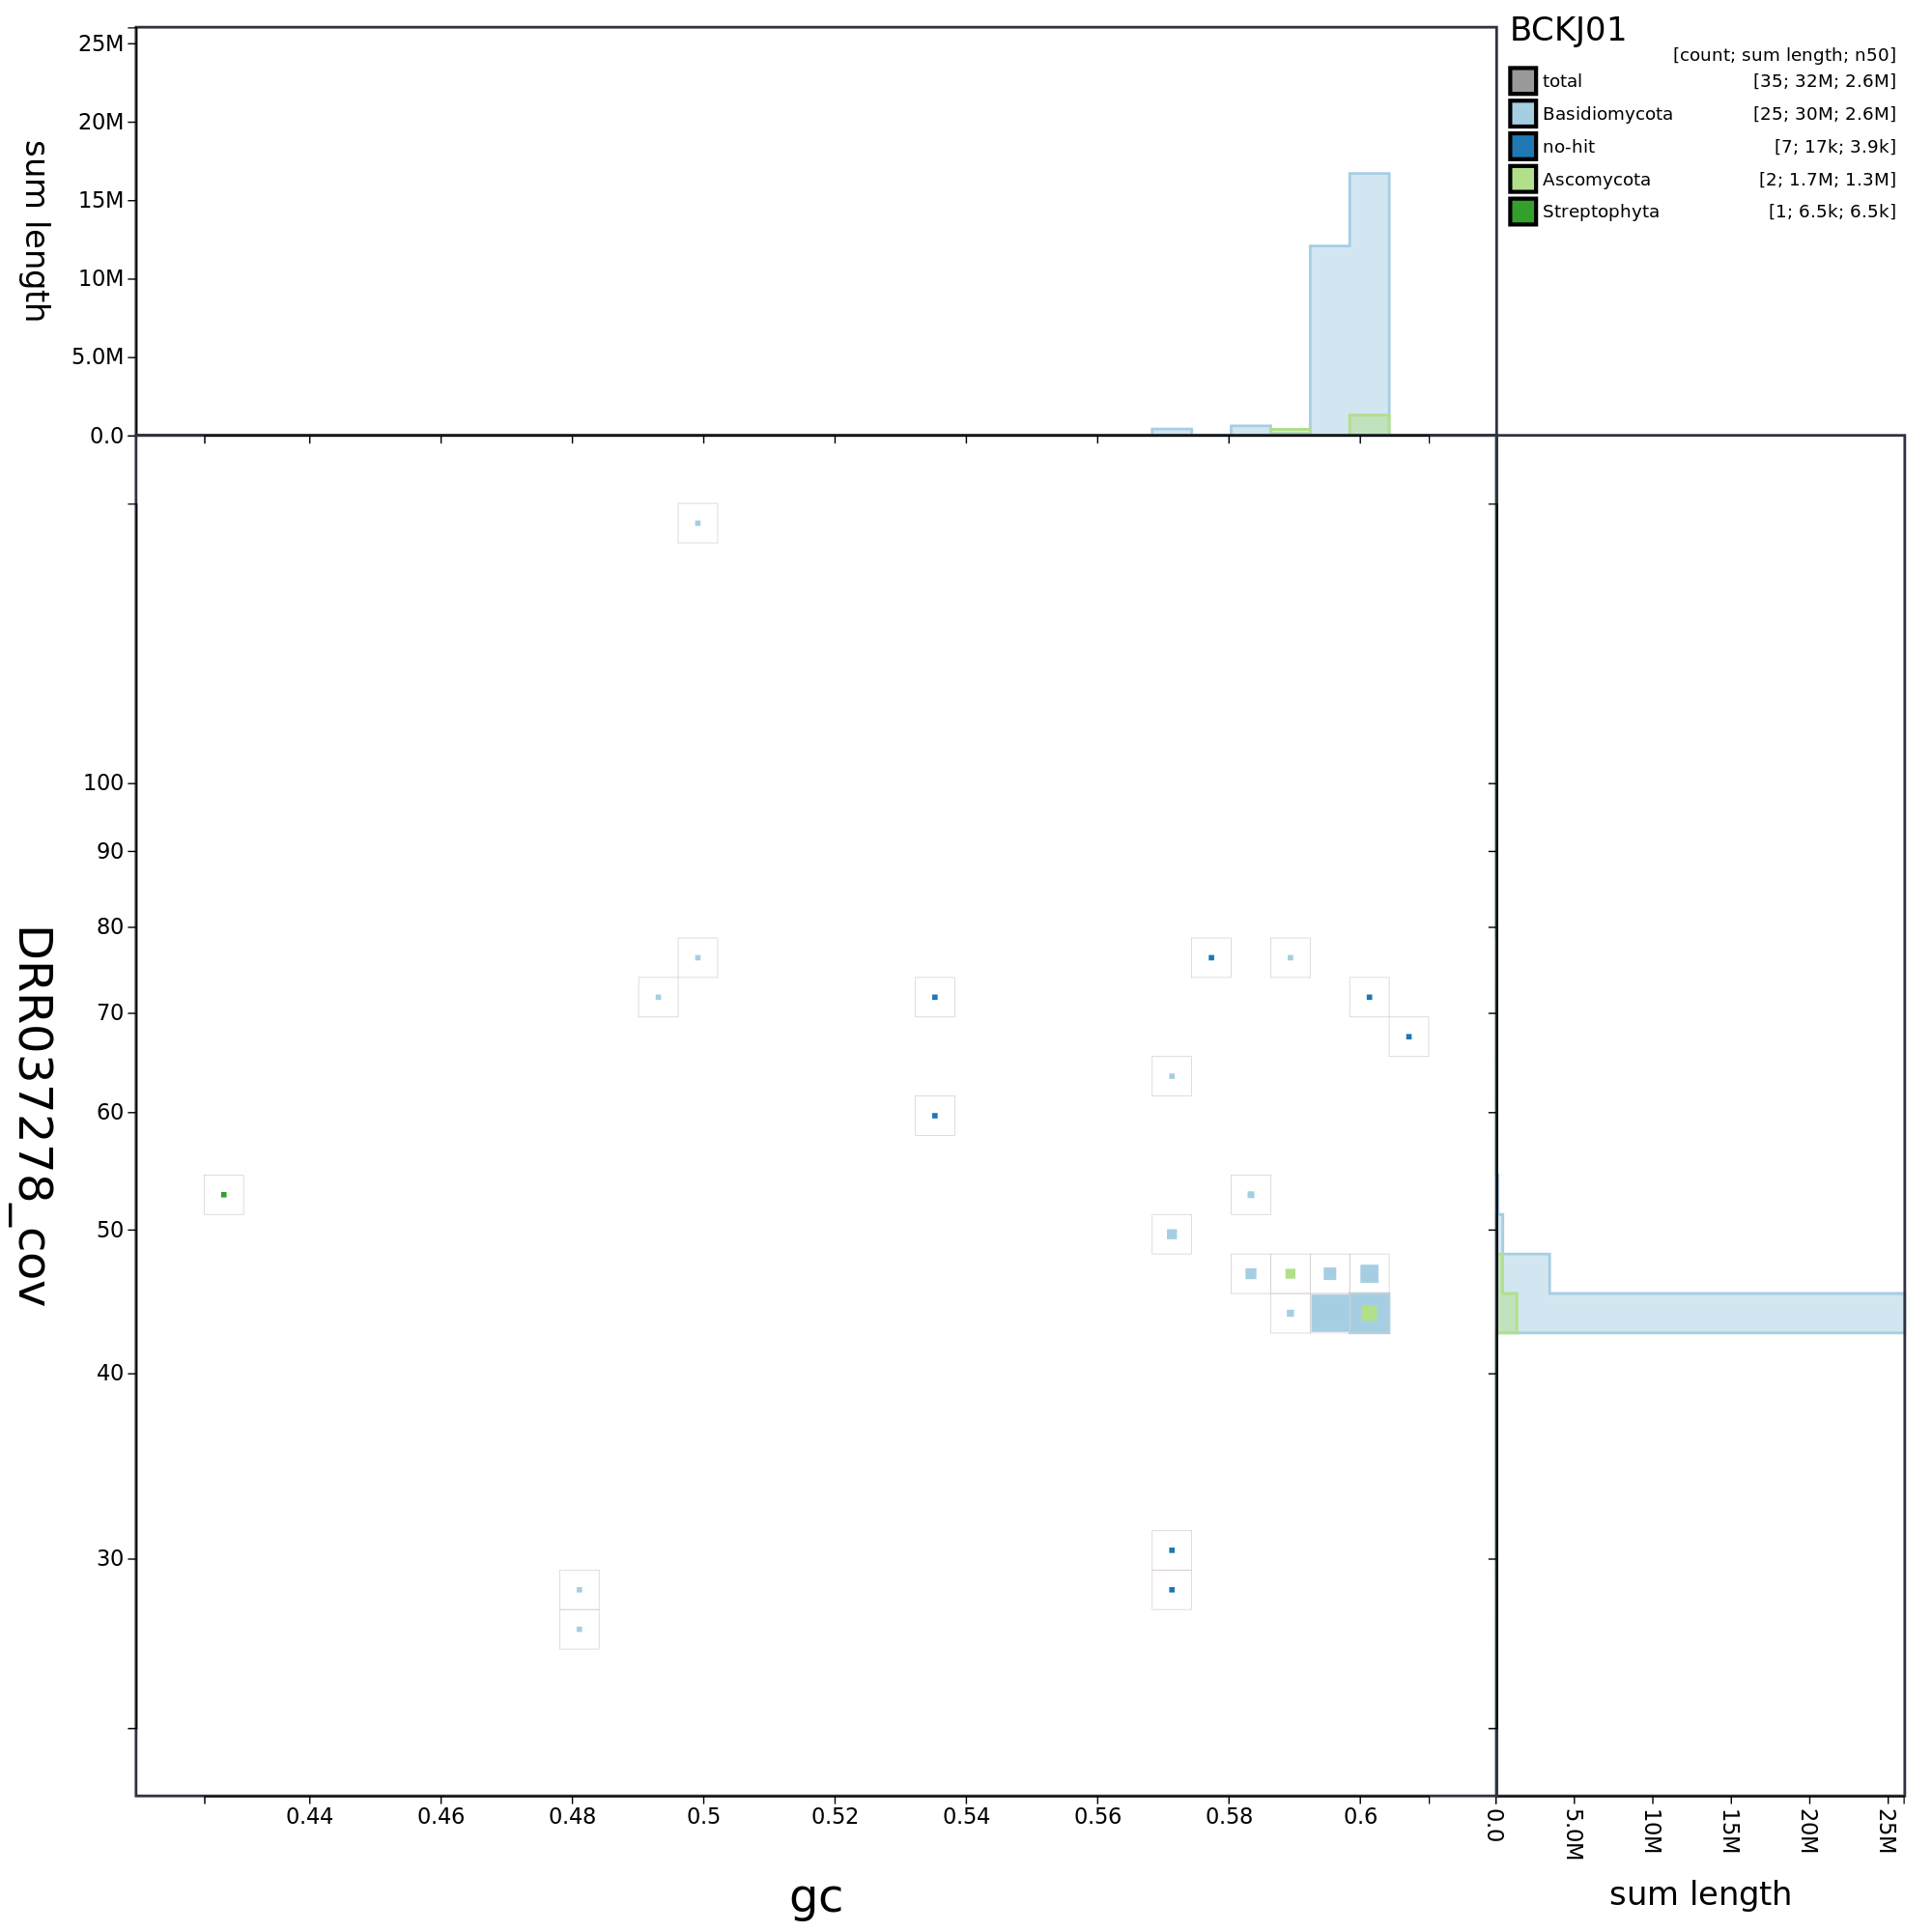 BCKJ01
[count; sum length; n50]
total [35; 32M; 2.6M]
Basidiomycota [25; 30M; 2.6M]
no-hit [7; 17k; 3.9k]
Ascomycota [2; 1.7M; 1.3M]
Streptophyta [1; 6.5k; 6.5k]
sum length
25M
20M
15M
10M
5.0M
0.0
DRR037278_cov
100
90
80
70
60
50
40
30
0.44 0.46 0.48 0.5 0.52 0.54 0.56 0.58 0.6
gc
0.0 5.0M 10M 15M 20M 25M
sum length